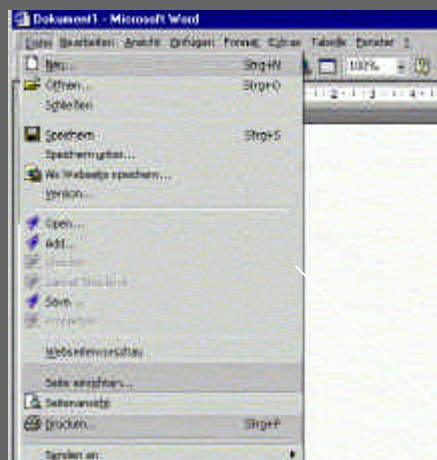 Dokument1 - Microsoft Word
Datei Bearbeiten Ansicht Einfügen Format Extras Tabelle Fenster ?
Neu... Strg+N
100%
Öffnen... Strg+O
Schließen
Speichern Strg+S
Speichern unter...
Als Webseite speichern...
Version...
Open...
Add...
Save...
Webseitenvorschau
Seite einrichten...
Seitenansicht
Drucken... Strg+P
Senden an